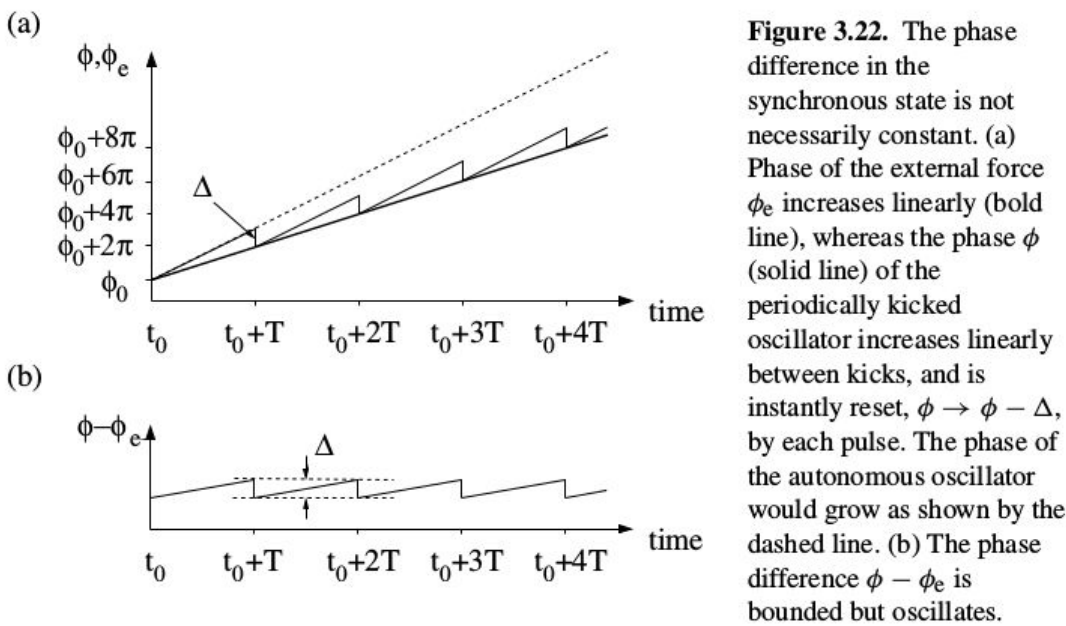 (a)
ϕ,ϕₑ
ϕ₀+8π
ϕ₀+6π
ϕ₀+4π
ϕ₀+2π
ϕ₀
Δ
time
t₀ t₀+T t₀+2T t₀+3T t₀+4T
(b)
ϕ−ϕₑ
Δ
time
t₀ t₀+T t₀+2T t₀+3T t₀+4T
Figure 3.22. The phase
difference in the
synchronous state is not
necessarily constant. (a)
Phase of the external force
ϕₑ increases linearly (bold
line), whereas the phase ϕ
(solid line) of the
periodically kicked
oscillator increases linearly
between kicks, and is
instantly reset, ϕ → ϕ − Δ,
by each pulse. The phase of
the autonomous oscillator
would grow as shown by the
dashed line. (b) The phase
difference ϕ − ϕₑ is
bounded but oscillates.